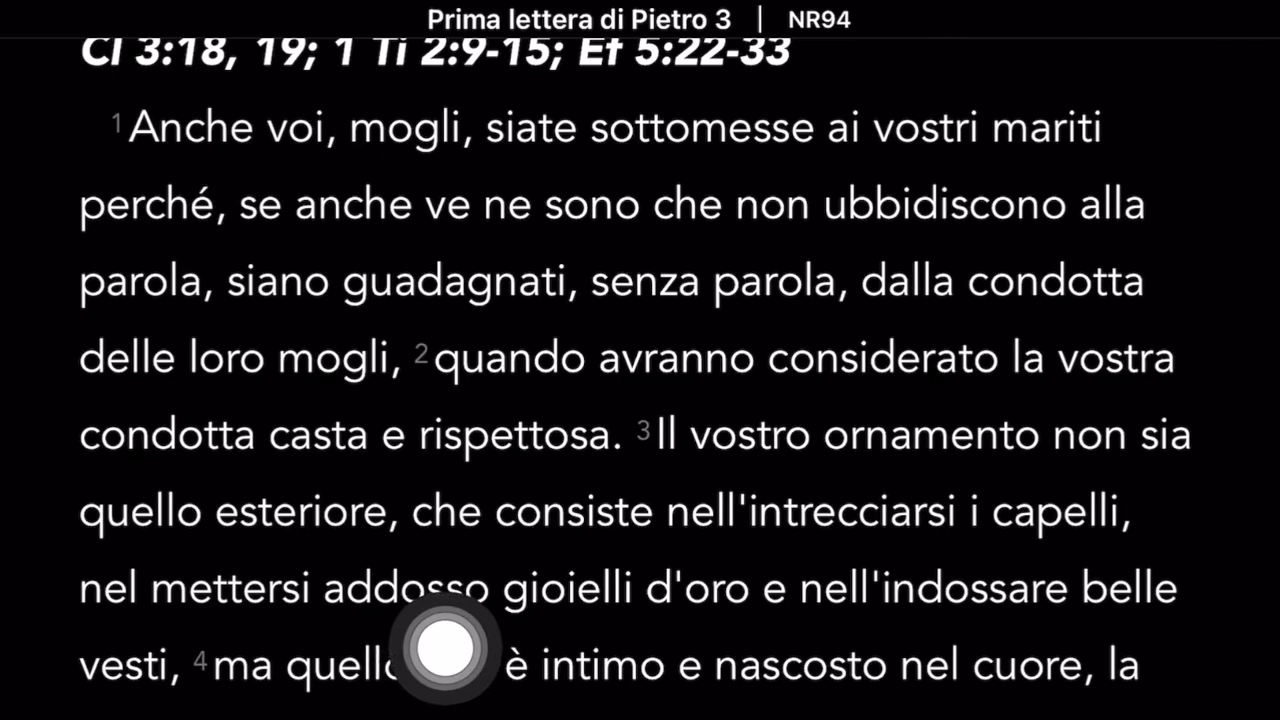 Prima lettera di Pietro 3 | NR94
Cl 3:18, 19; 1 Ti 2:9-15; Ef 5:22-33
1 Anche voi, mogli, siate sottomesse ai vostri mariti
perché, se anche ve ne sono che non ubbidiscono alla
parola, siano guadagnati, senza parola, dalla condotta
delle loro mogli, 2 quando avranno considerato la vostra
condotta casta e rispettosa. 3 Il vostro ornamento non sia
quello esteriore, che consiste nell'intrecciarsi i capelli,
nel mettersi addosso gioielli d'oro e nell'indossare belle
vesti, 4 ma quello è intimo e nascosto nel cuore, la